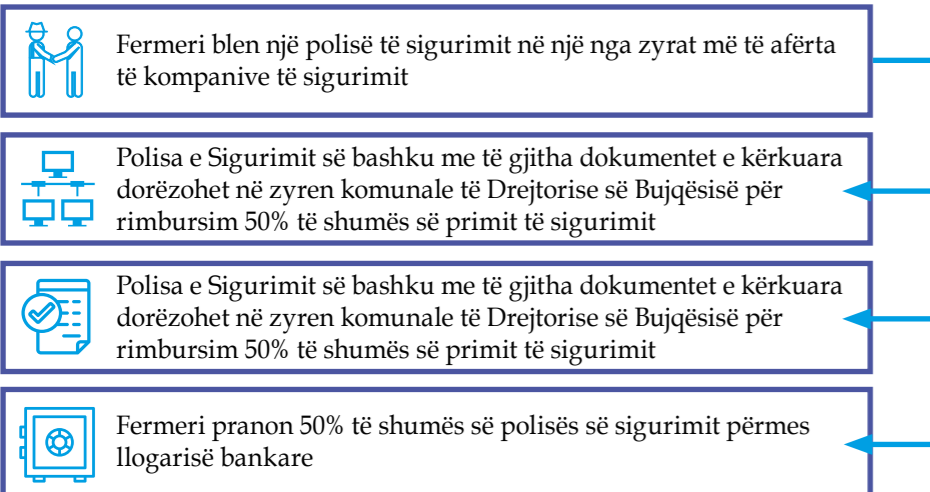 Fermeri blen një polisë të sigurimit në një nga zyrat më të afërta
të kompanive të sigurimit
Polisa e Sigurimit së bashku me të gjitha dokumentet e kërkuara
dorëzohet në zyren komunale të Drejtorise së Bujqësisë për
rimbursim 50% të shumës së primit të sigurimit
Polisa e Sigurimit së bashku me të gjitha dokumentet e kërkuara
dorëzohet në zyren komunale të Drejtorise së Bujqësisë për
rimbursim 50% të shumës së primit të sigurimit
Fermeri pranon 50% të shumës së polisës së sigurimit përmes
llogarisë bankare